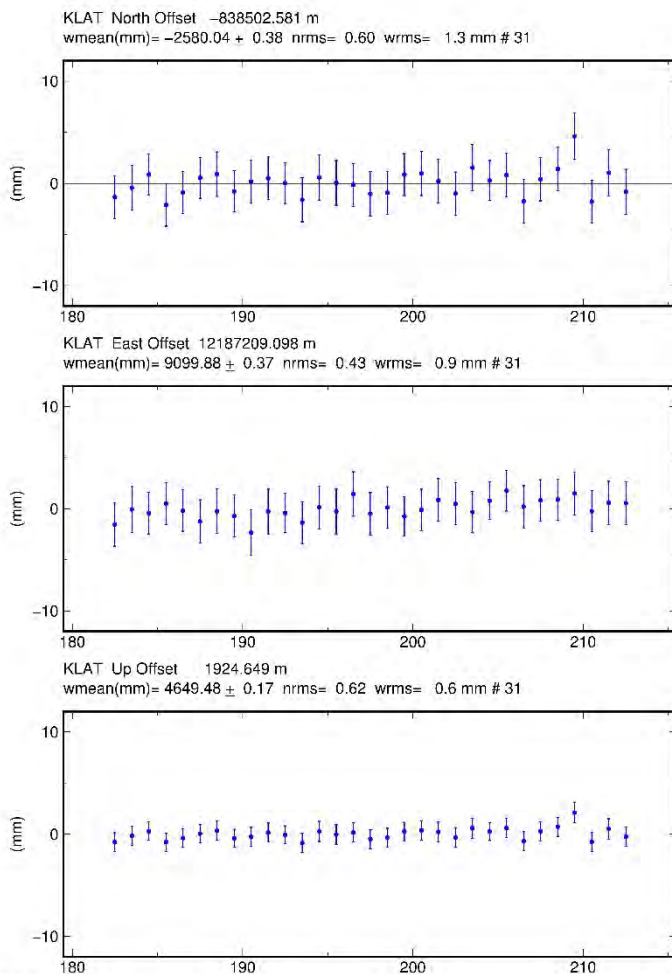 KLAT North Offset -838502.581 m
wmean(mm)= -2580.04 + 0.38 nrms= 0.60 wrms= 1.3 mm # 31
10
(mm)
0
-10
180 190 200 210
KLAT East Offset 12187209.098 m
wmean(mm)= 9099.88 ± 0.37 nrms= 0.43 wrms= 0.9 mm # 31
10
(mm)
0
-10
180 190 200 210
KLAT Up Offset 1924.649 m
wmean(mm)= 4649.48 ± 0.17 nrms= 0.62 wrms= 0.6 mm # 31
10
(mm)
0
-10
180 190 200 210